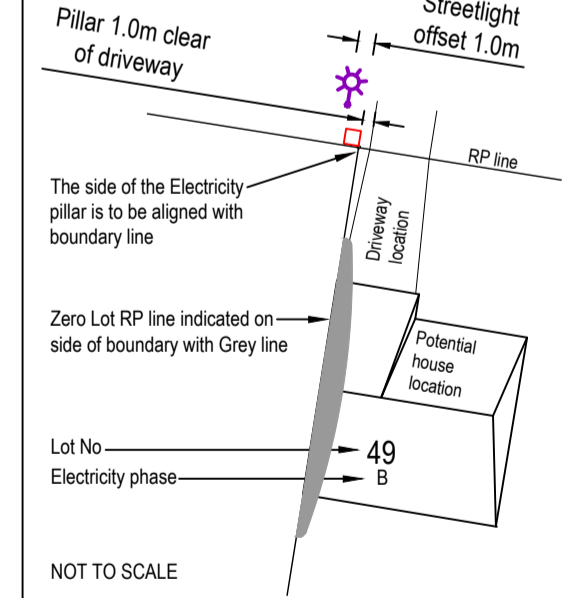 Pillar 1.0m clear
of driveway
Streetlight
offset 1.0m
RP line
The side of the Electricity
pillar is to be aligned with
boundary line
Driveway
location
Zero Lot RP line indicated on
side of boundary with Grey line
Potential
house
location
Lot No
49
Electricity phase
B
NOT TO SCALE